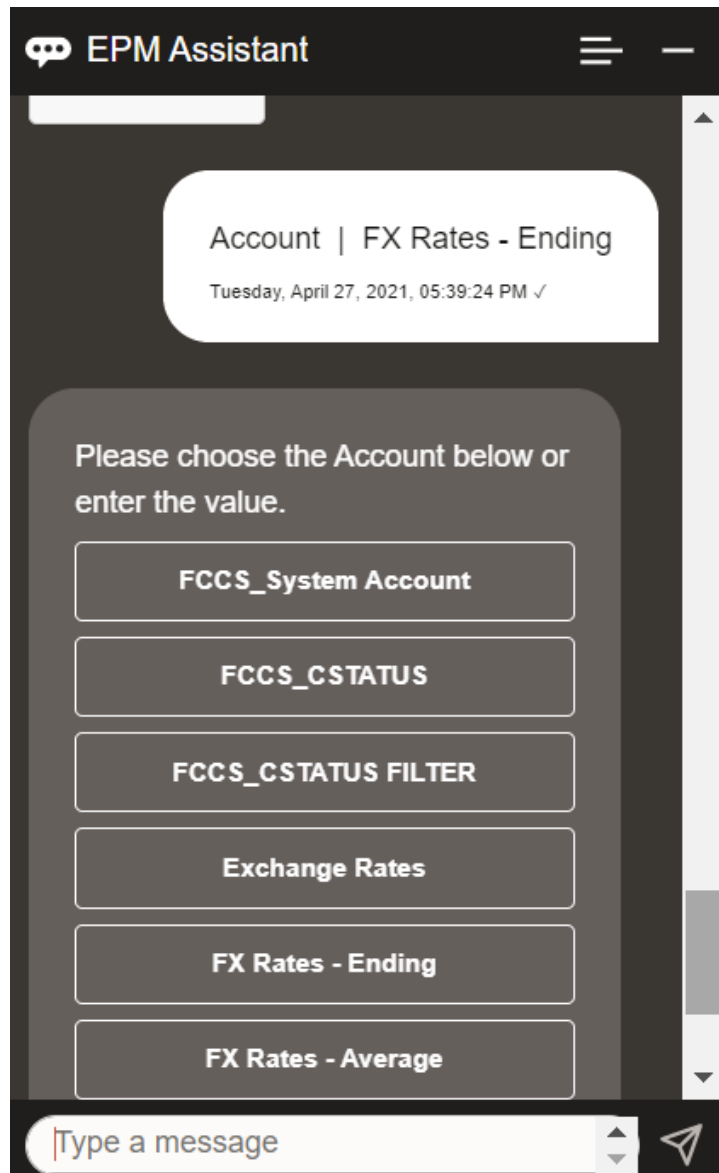 EPM Assistant
Account | FX Rates - Ending
Tuesday, April 27, 2021, 05:39:24 PM ✓
Please choose the Account below or
enter the value.
FCCS_System Account
FCCS_CSTATUS
FCCS_CSTATUS FILTER
Exchange Rates
FX Rates - Ending
FX Rates - Average
Type a message